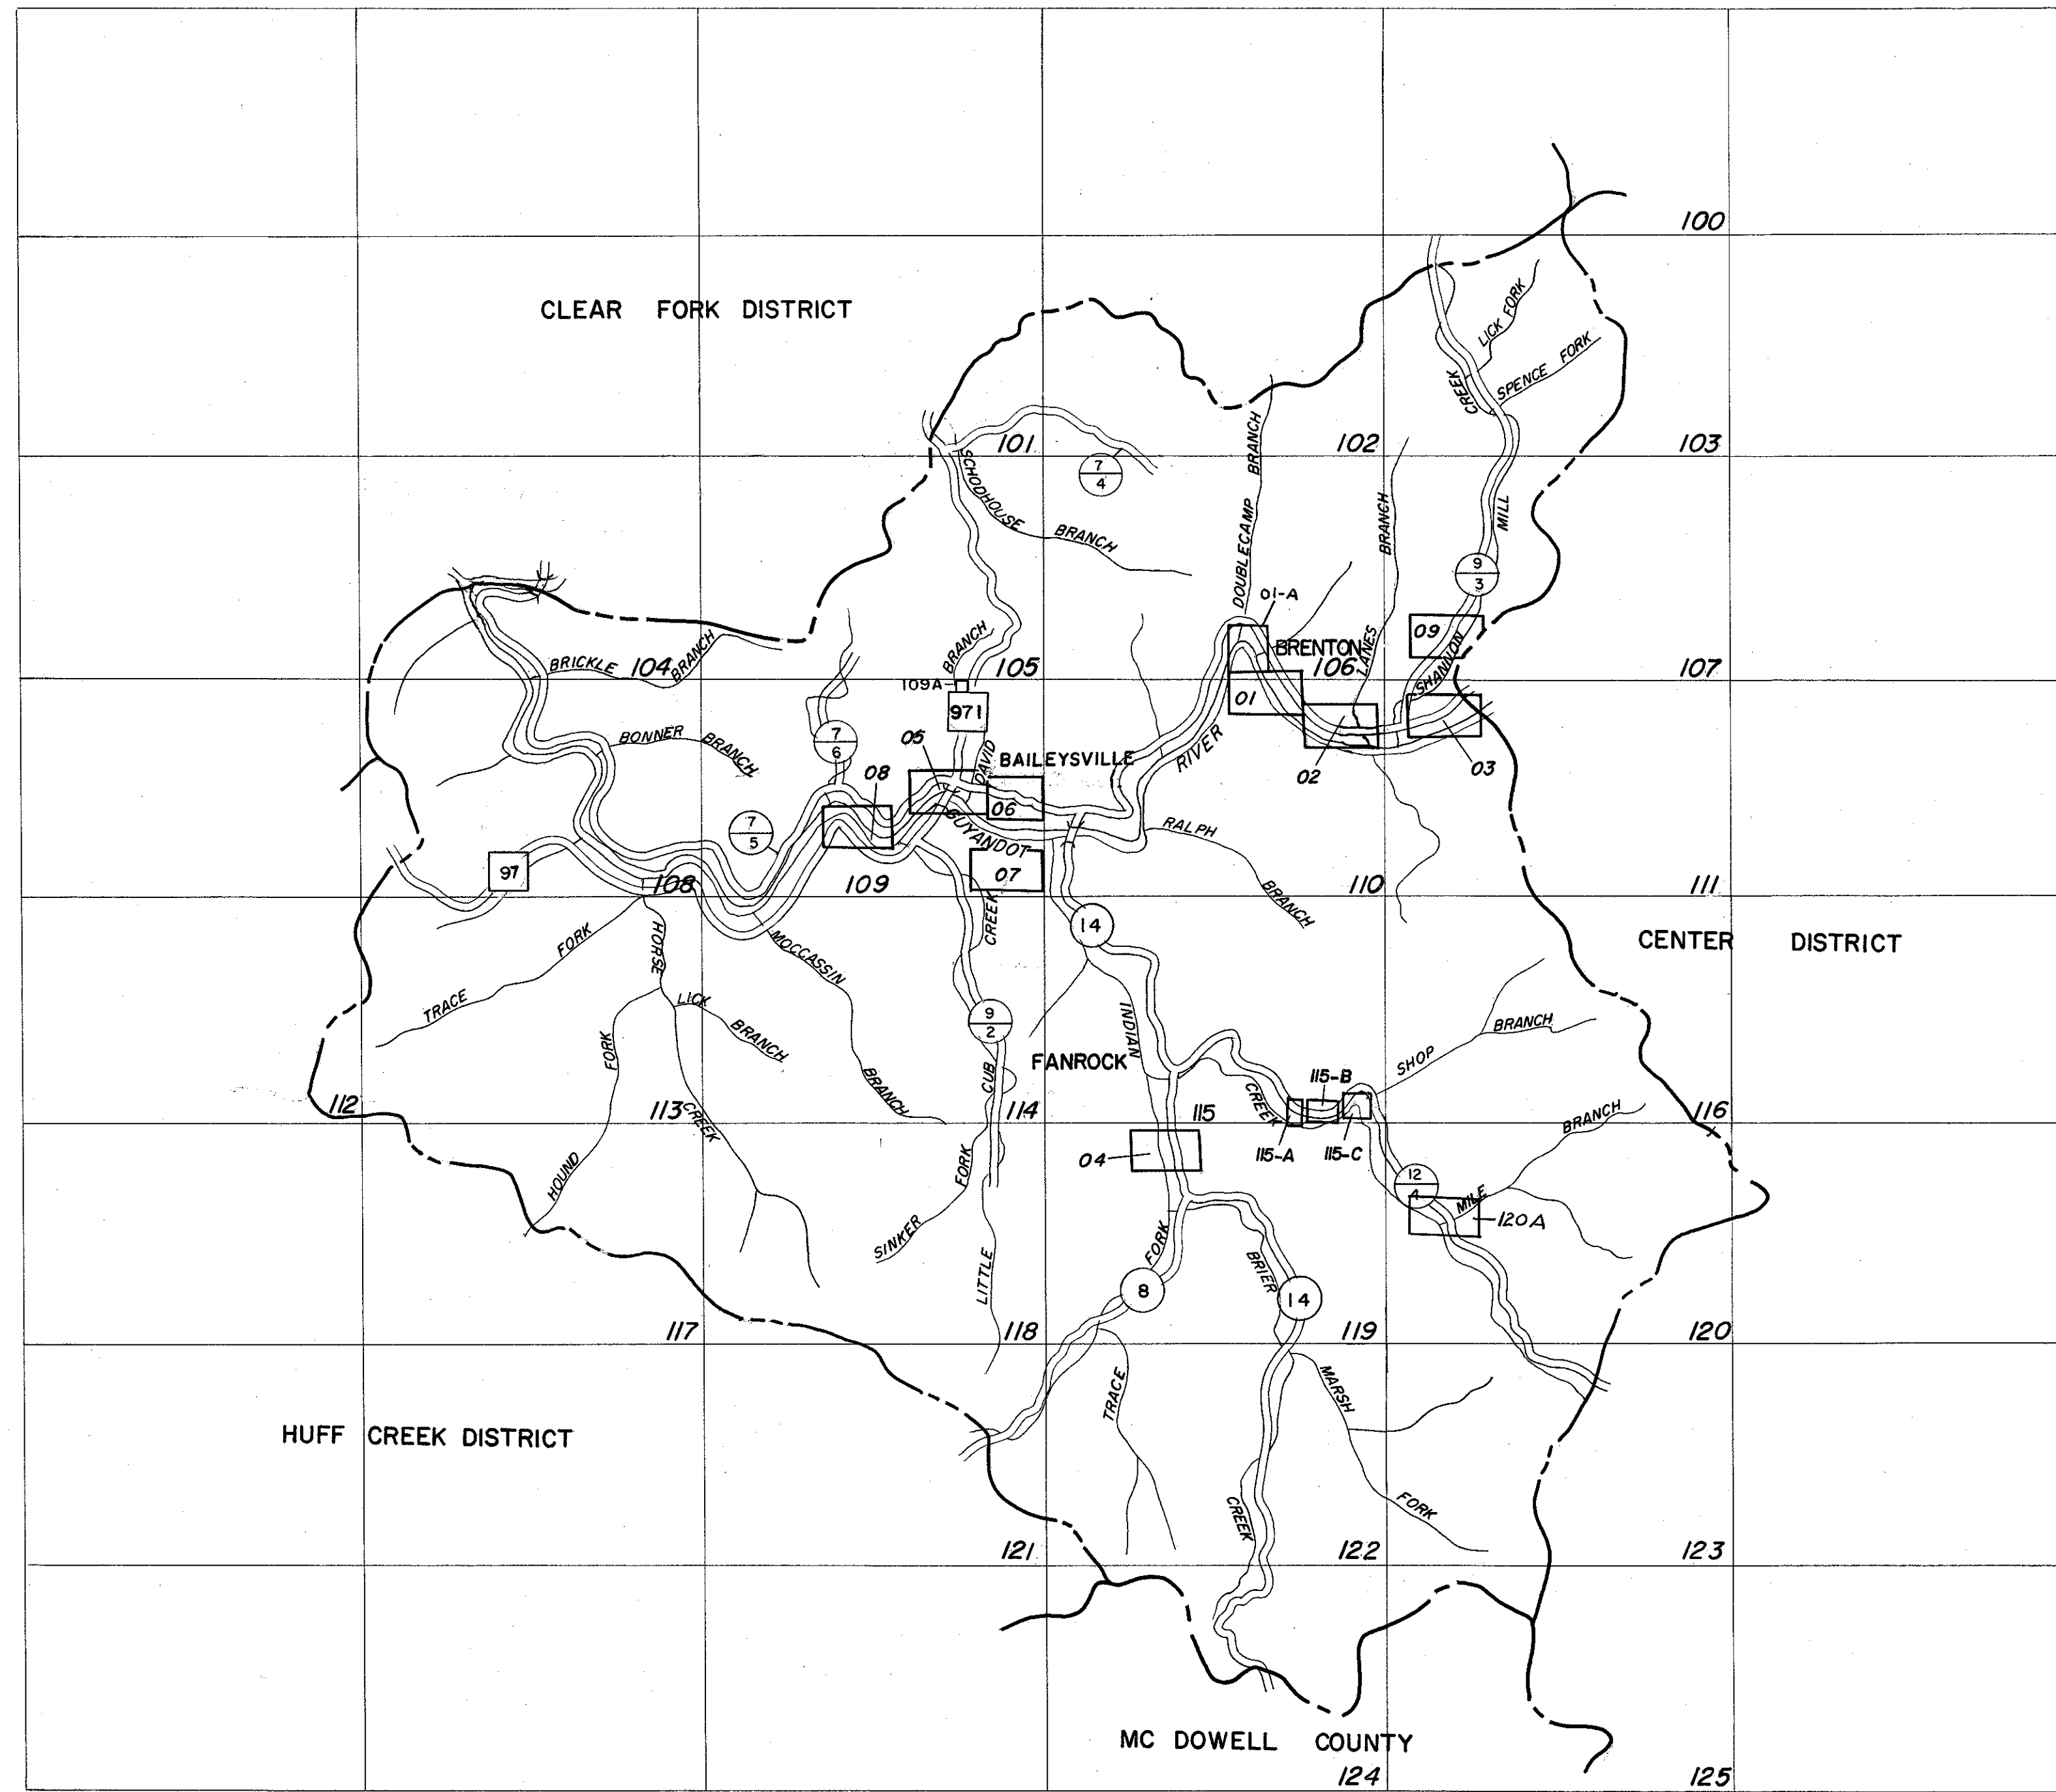 100
CLEAR FORK DISTRICT
LICK FORK
SPENCE FORK
CREEK
101
102
103
7
4
SCHOOLHOUSE BRANCH
DOUBLECAMP BRANCH
LANES BRANCH
MILL
9
3
01-A
BRENTON
09
SHANNON
BRICKLE BRANCH
104
BRANCH
105
106
107
109A
971
01
02
03
BONNER BRANCH
7
6
05
DAVID
BAILEYSVILLE
RIVER
08
06
7
5
GUYANDOT
RALPH BRANCH
97
07
108
109
110
111
CREEK
14
CENTER DISTRICT
TRACE FORK
HORSE
MOCCASSIN BRANCH
LICK BRANCH
9
2
INDIAN
FANROCK
SHOP BRANCH
FORK
CUB
CREEK
115-B
112
113
114
115
116
CREEK
BRANCH
04
115-A
115-C
12
4
HOUND
FORK
MILE
120A
SINKER
LITTLE
FORK
BRIER
8
14
117
118
119
120
TRACE
MARSH
HUFF CREEK DISTRICT
CREEK
FORK
121
122
123
MC DOWELL COUNTY
124
125